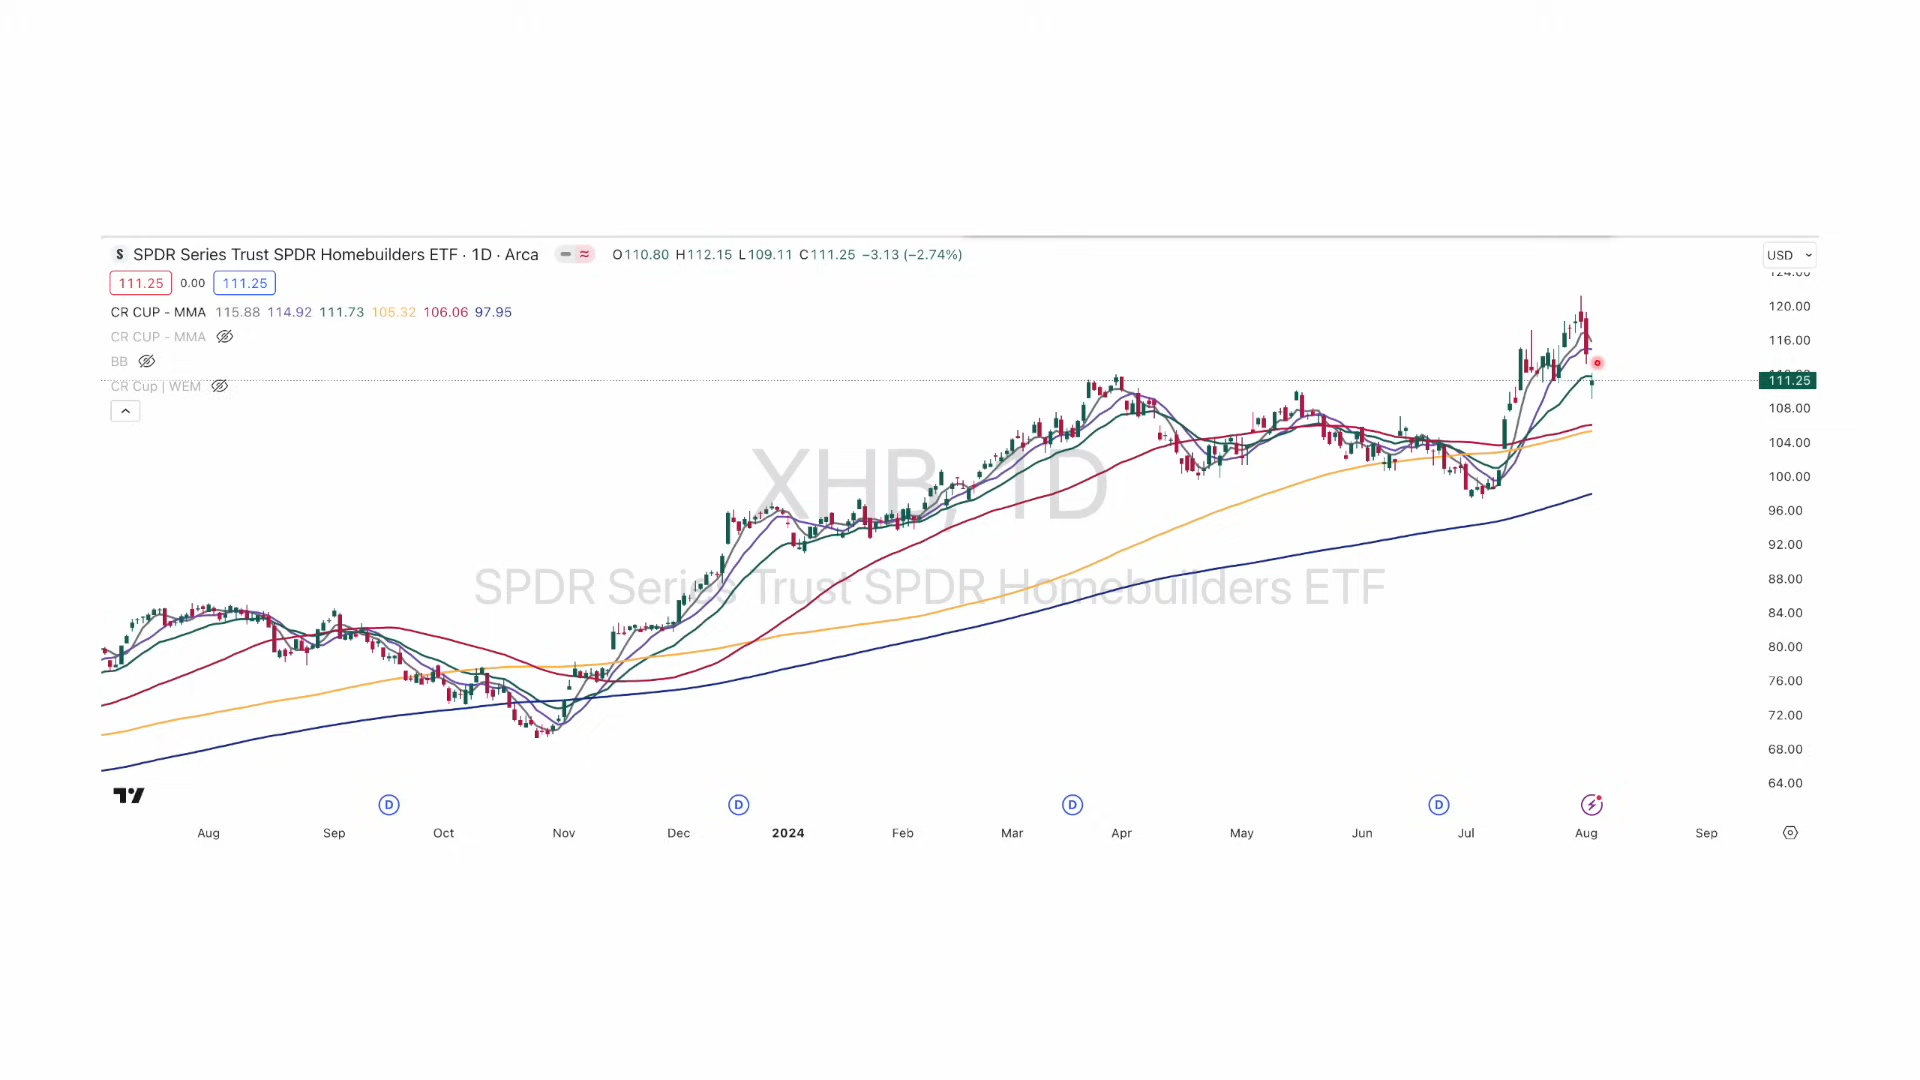 S SPDR Series Trust SPDR Homebuilders ETF · 1D · Arca O110.80 H112.15 L109.11 C111.25 −3.13 (−2.74%)
USD
111.25 0.00 111.25
CR CUP - MMA 115.88 114.92 111.73 105.32 106.06 97.95
CR CUP - MMA
BB
CR Cup | WEM
124.00
120.00
116.00
111.25
108.00
104.00
100.00
96.00
92.00
88.00
84.00
80.00
76.00
72.00
68.00
64.00
XHB, 1D
SPDR Series Trust SPDR Homebuilders ETF
D D D D
Aug Sep Oct Nov Dec 2024 Feb Mar Apr May Jun Jul Aug Sep